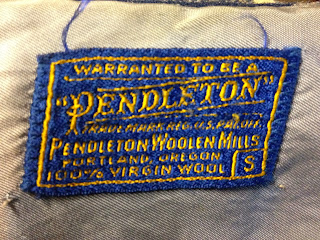 WARRANTED TO BE A
"PENDLETON"
TRADE MARK REG. U.S. PAT. OFF.
PENDLETON WOOLEN MILLS
PORTLAND, OREGON
100% VIRGIN WOOL S